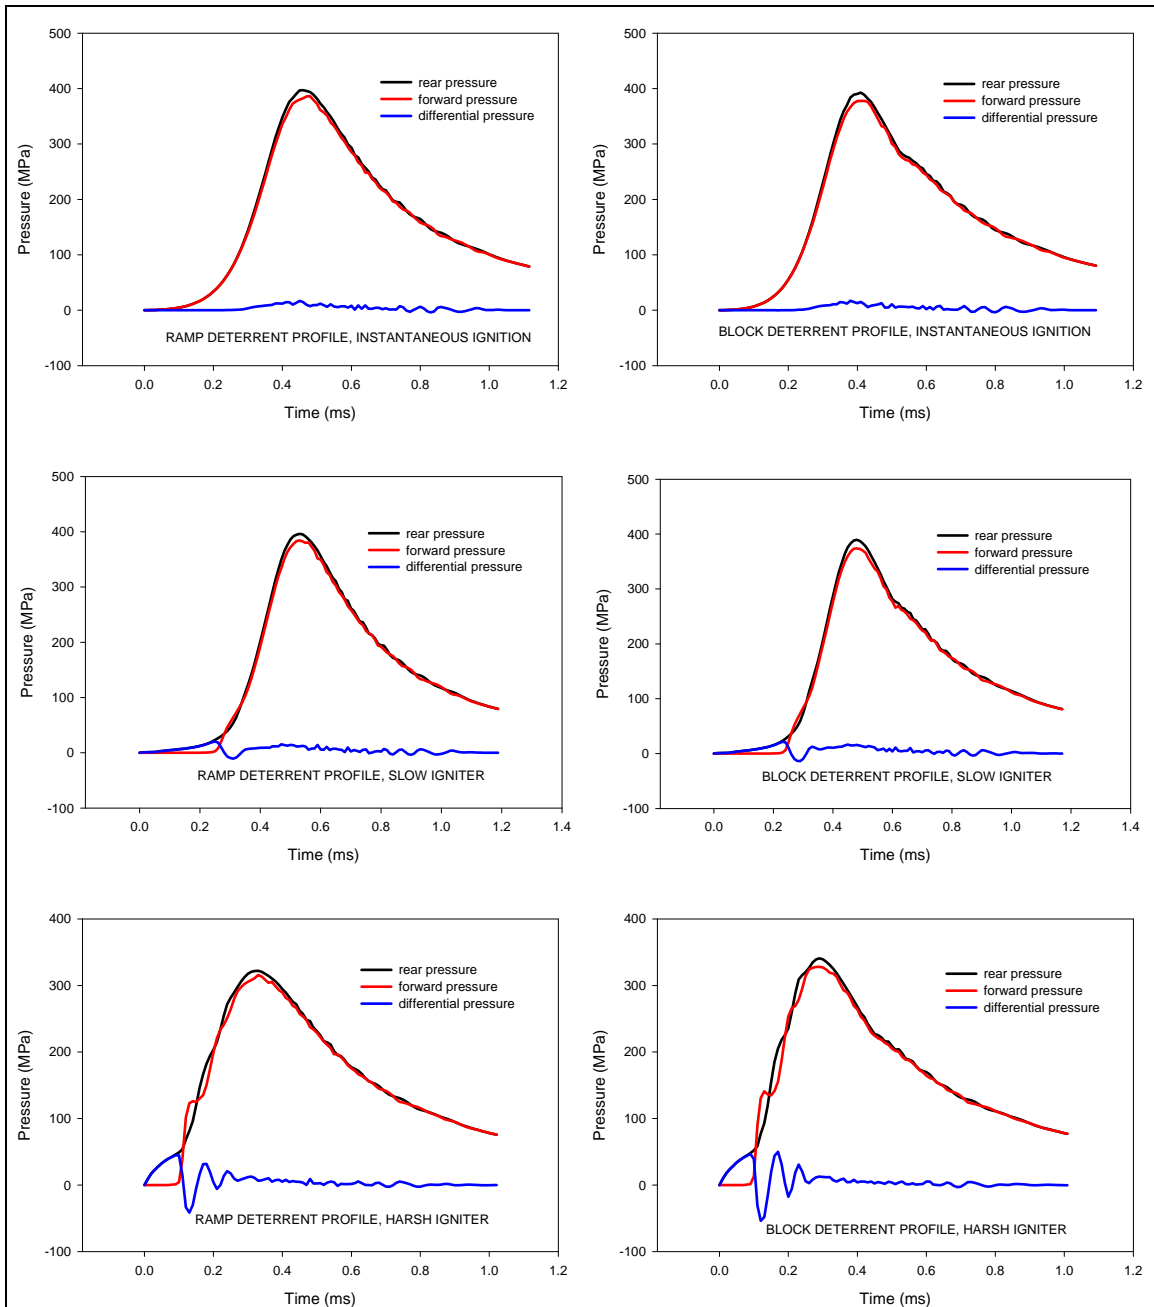 500
400
300
200
100
0
-100
Pressure (MPa)
rear pressure
forward pressure
differential pressure
RAMP DETERRENT PROFILE, INSTANTANEOUS IGNITION
0.0 0.2 0.4 0.6 0.8 1.0 1.2
Time (ms)
500
400
300
200
100
0
-100
Pressure (MPa)
rear pressure
forward pressure
differential pressure
BLOCK DETERRENT PROFILE, INSTANTANEOUS IGNITION
0.0 0.2 0.4 0.6 0.8 1.0 1.2
Time (ms)
500
400
300
200
100
0
-100
Pressure (MPa)
rear pressure
forward pressure
differential pressure
RAMP DETERRENT PROFILE, SLOW IGNITER
0.0 0.2 0.4 0.6 0.8 1.0 1.2 1.4
Time (ms)
500
400
300
200
100
0
-100
Pressure (MPa)
rear pressure
forward pressure
differential pressure
BLOCK DETERRENT PROFILE, SLOW IGNITER
0.0 0.2 0.4 0.6 0.8 1.0 1.2 1.4
Time (ms)
400
300
200
100
0
-100
Pressure (MPa)
rear pressure
forward pressure
differential pressure
RAMP DETERRENT PROFILE, HARSH IGNITER
0.0 0.2 0.4 0.6 0.8 1.0 1.2
Time (ms)
400
300
200
100
0
-100
Pressure (MPa)
rear pressure
forward pressure
differential pressure
BLOCK DETERRENT PROFILE, HARSH IGNITER
0.0 0.2 0.4 0.6 0.8 1.0 1.2
Time (ms)